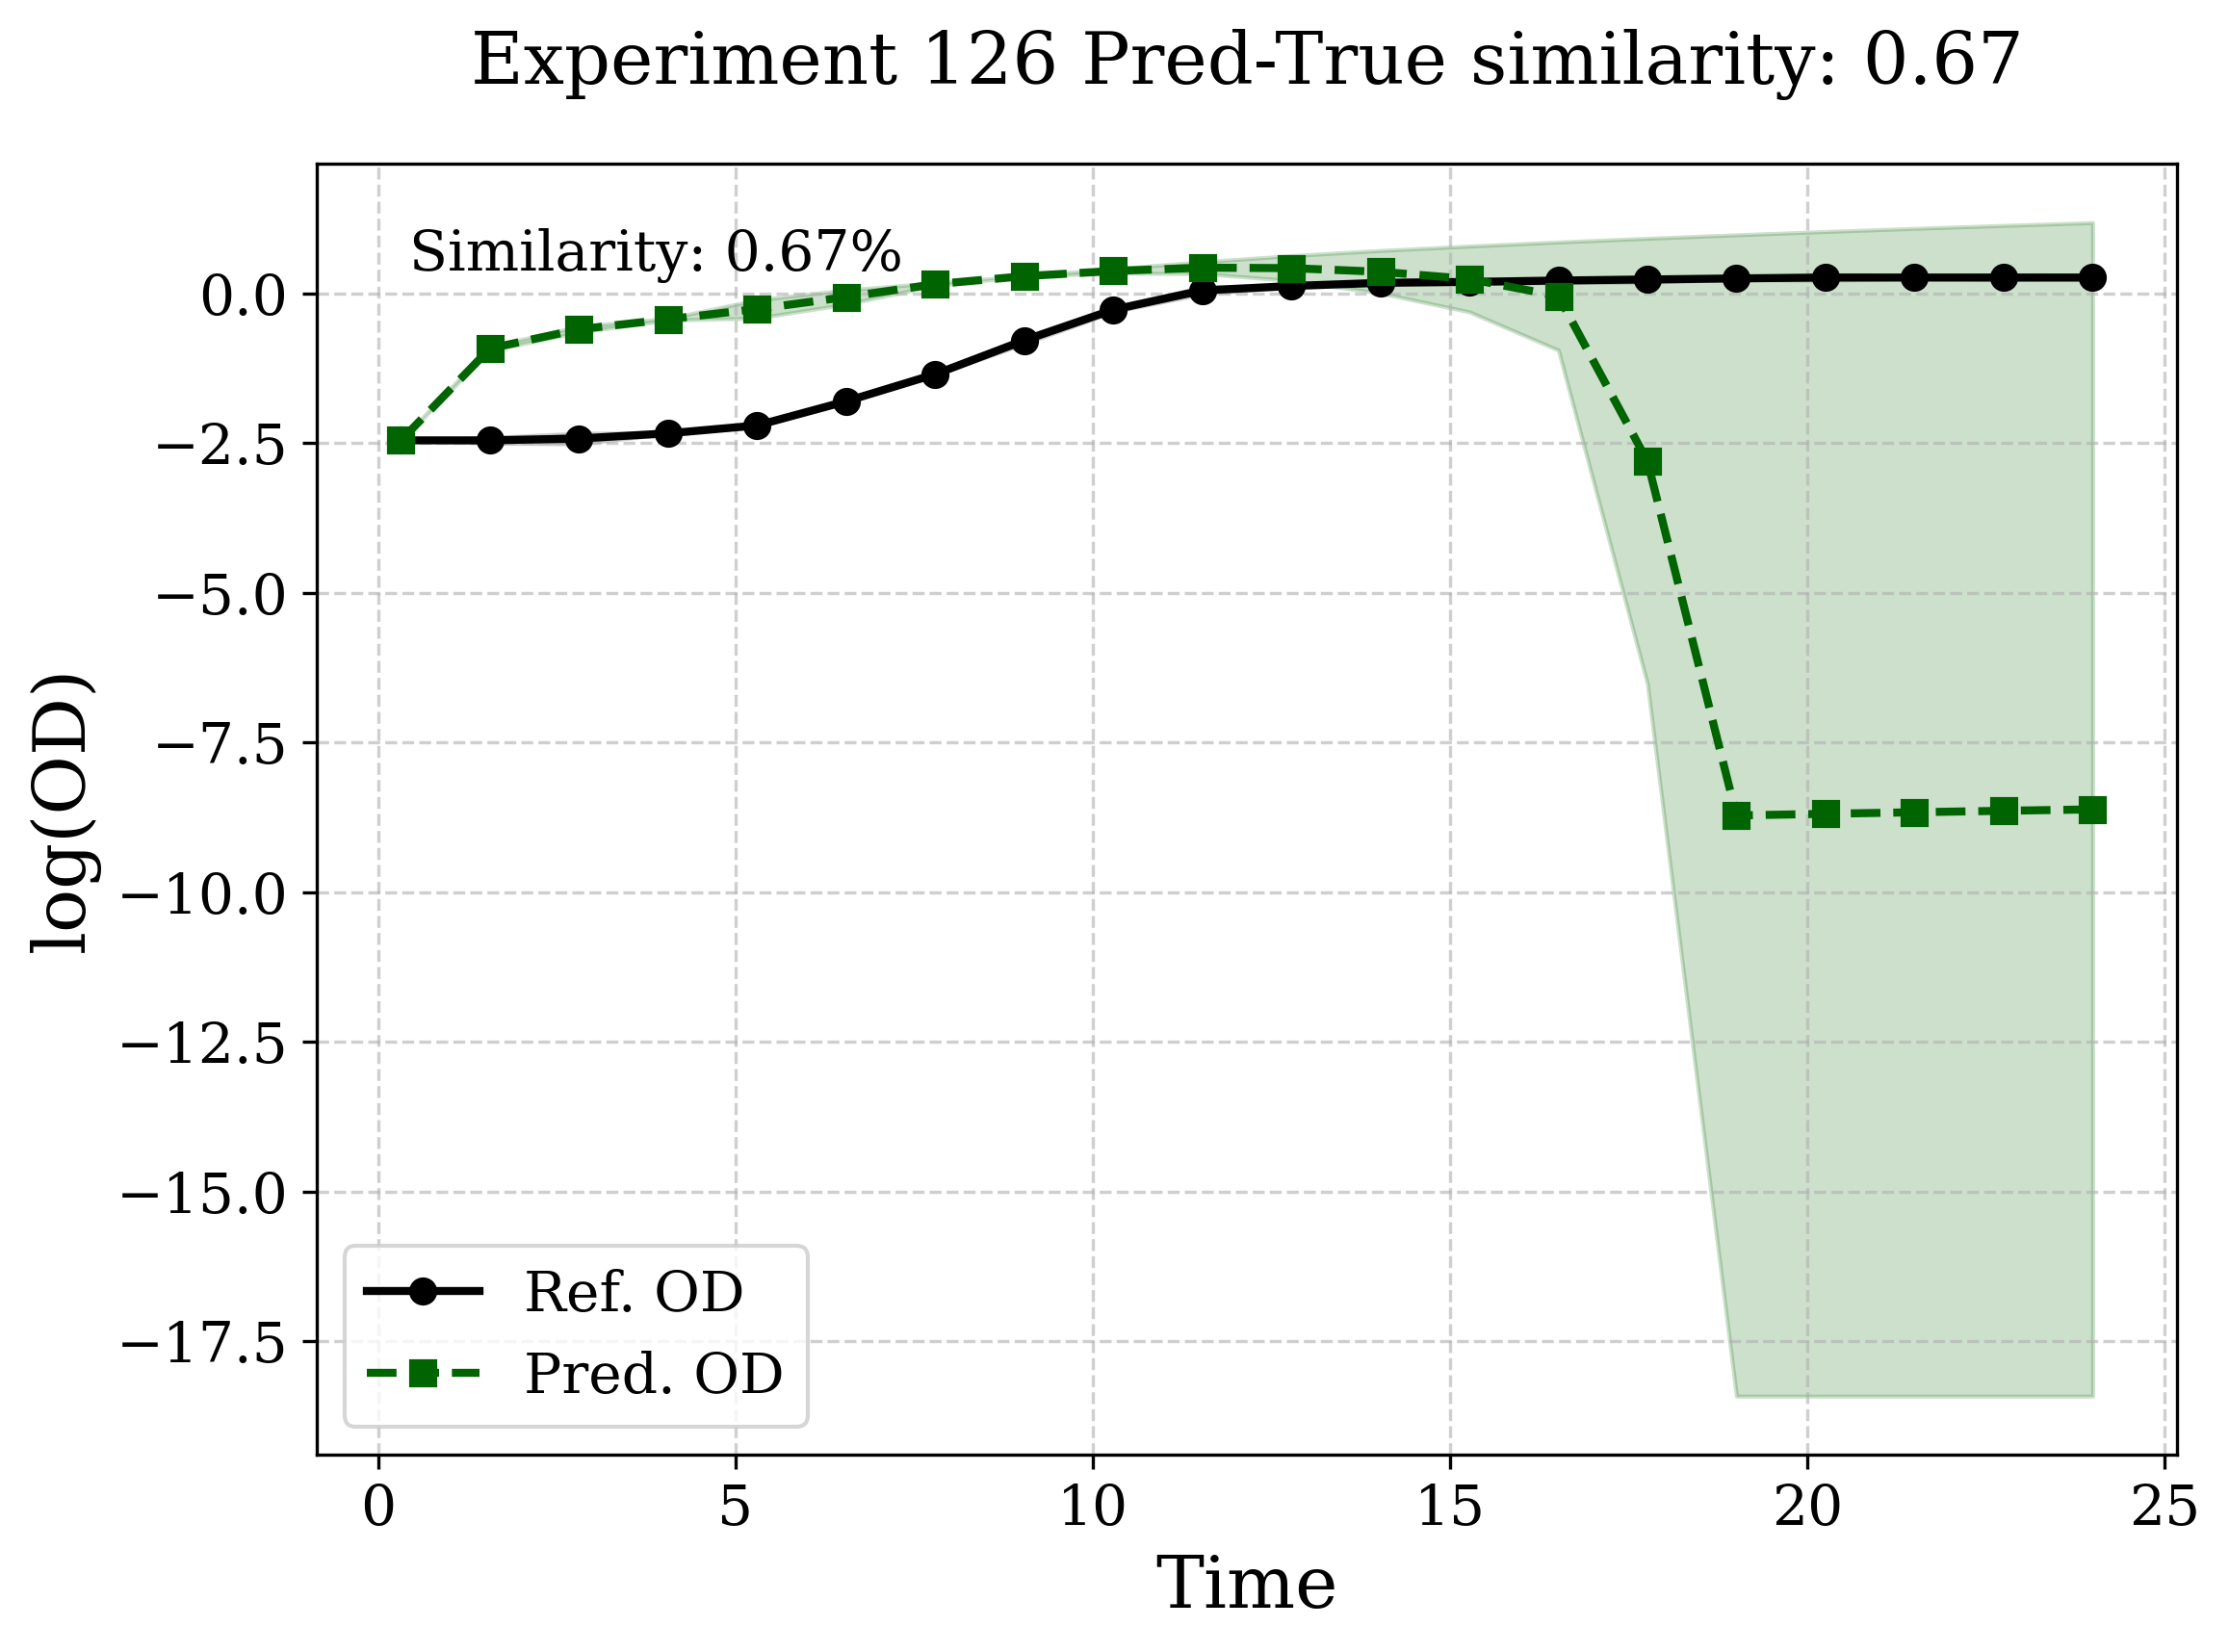 Experiment 126 Pred-True similarity: 0.67
Similarity: 0.67%
log(OD)
0.0
−2.5
−5.0
−7.5
−10.0
−12.5
−15.0
−17.5
Ref. OD
Pred. OD
0 5 10 15 20 25
Time